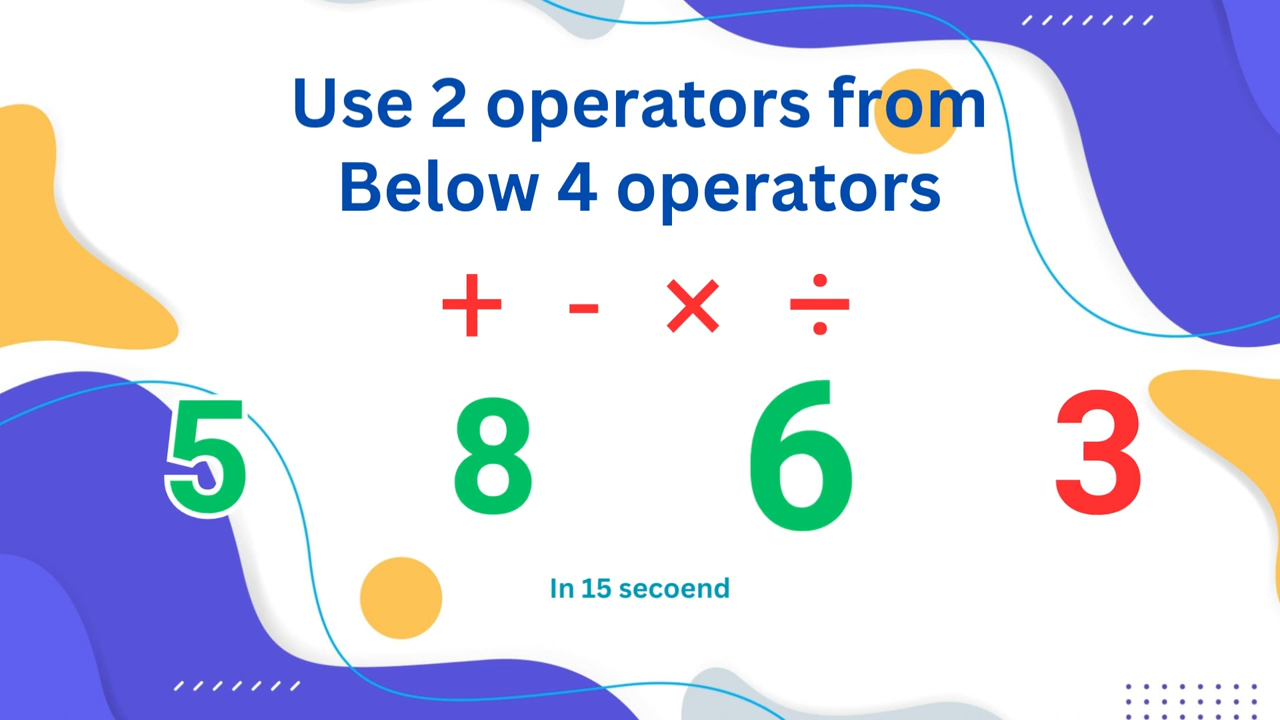 Use 2 operators from
Below 4 operators
+ - × ÷
5 8 6 3
In 15 secoend